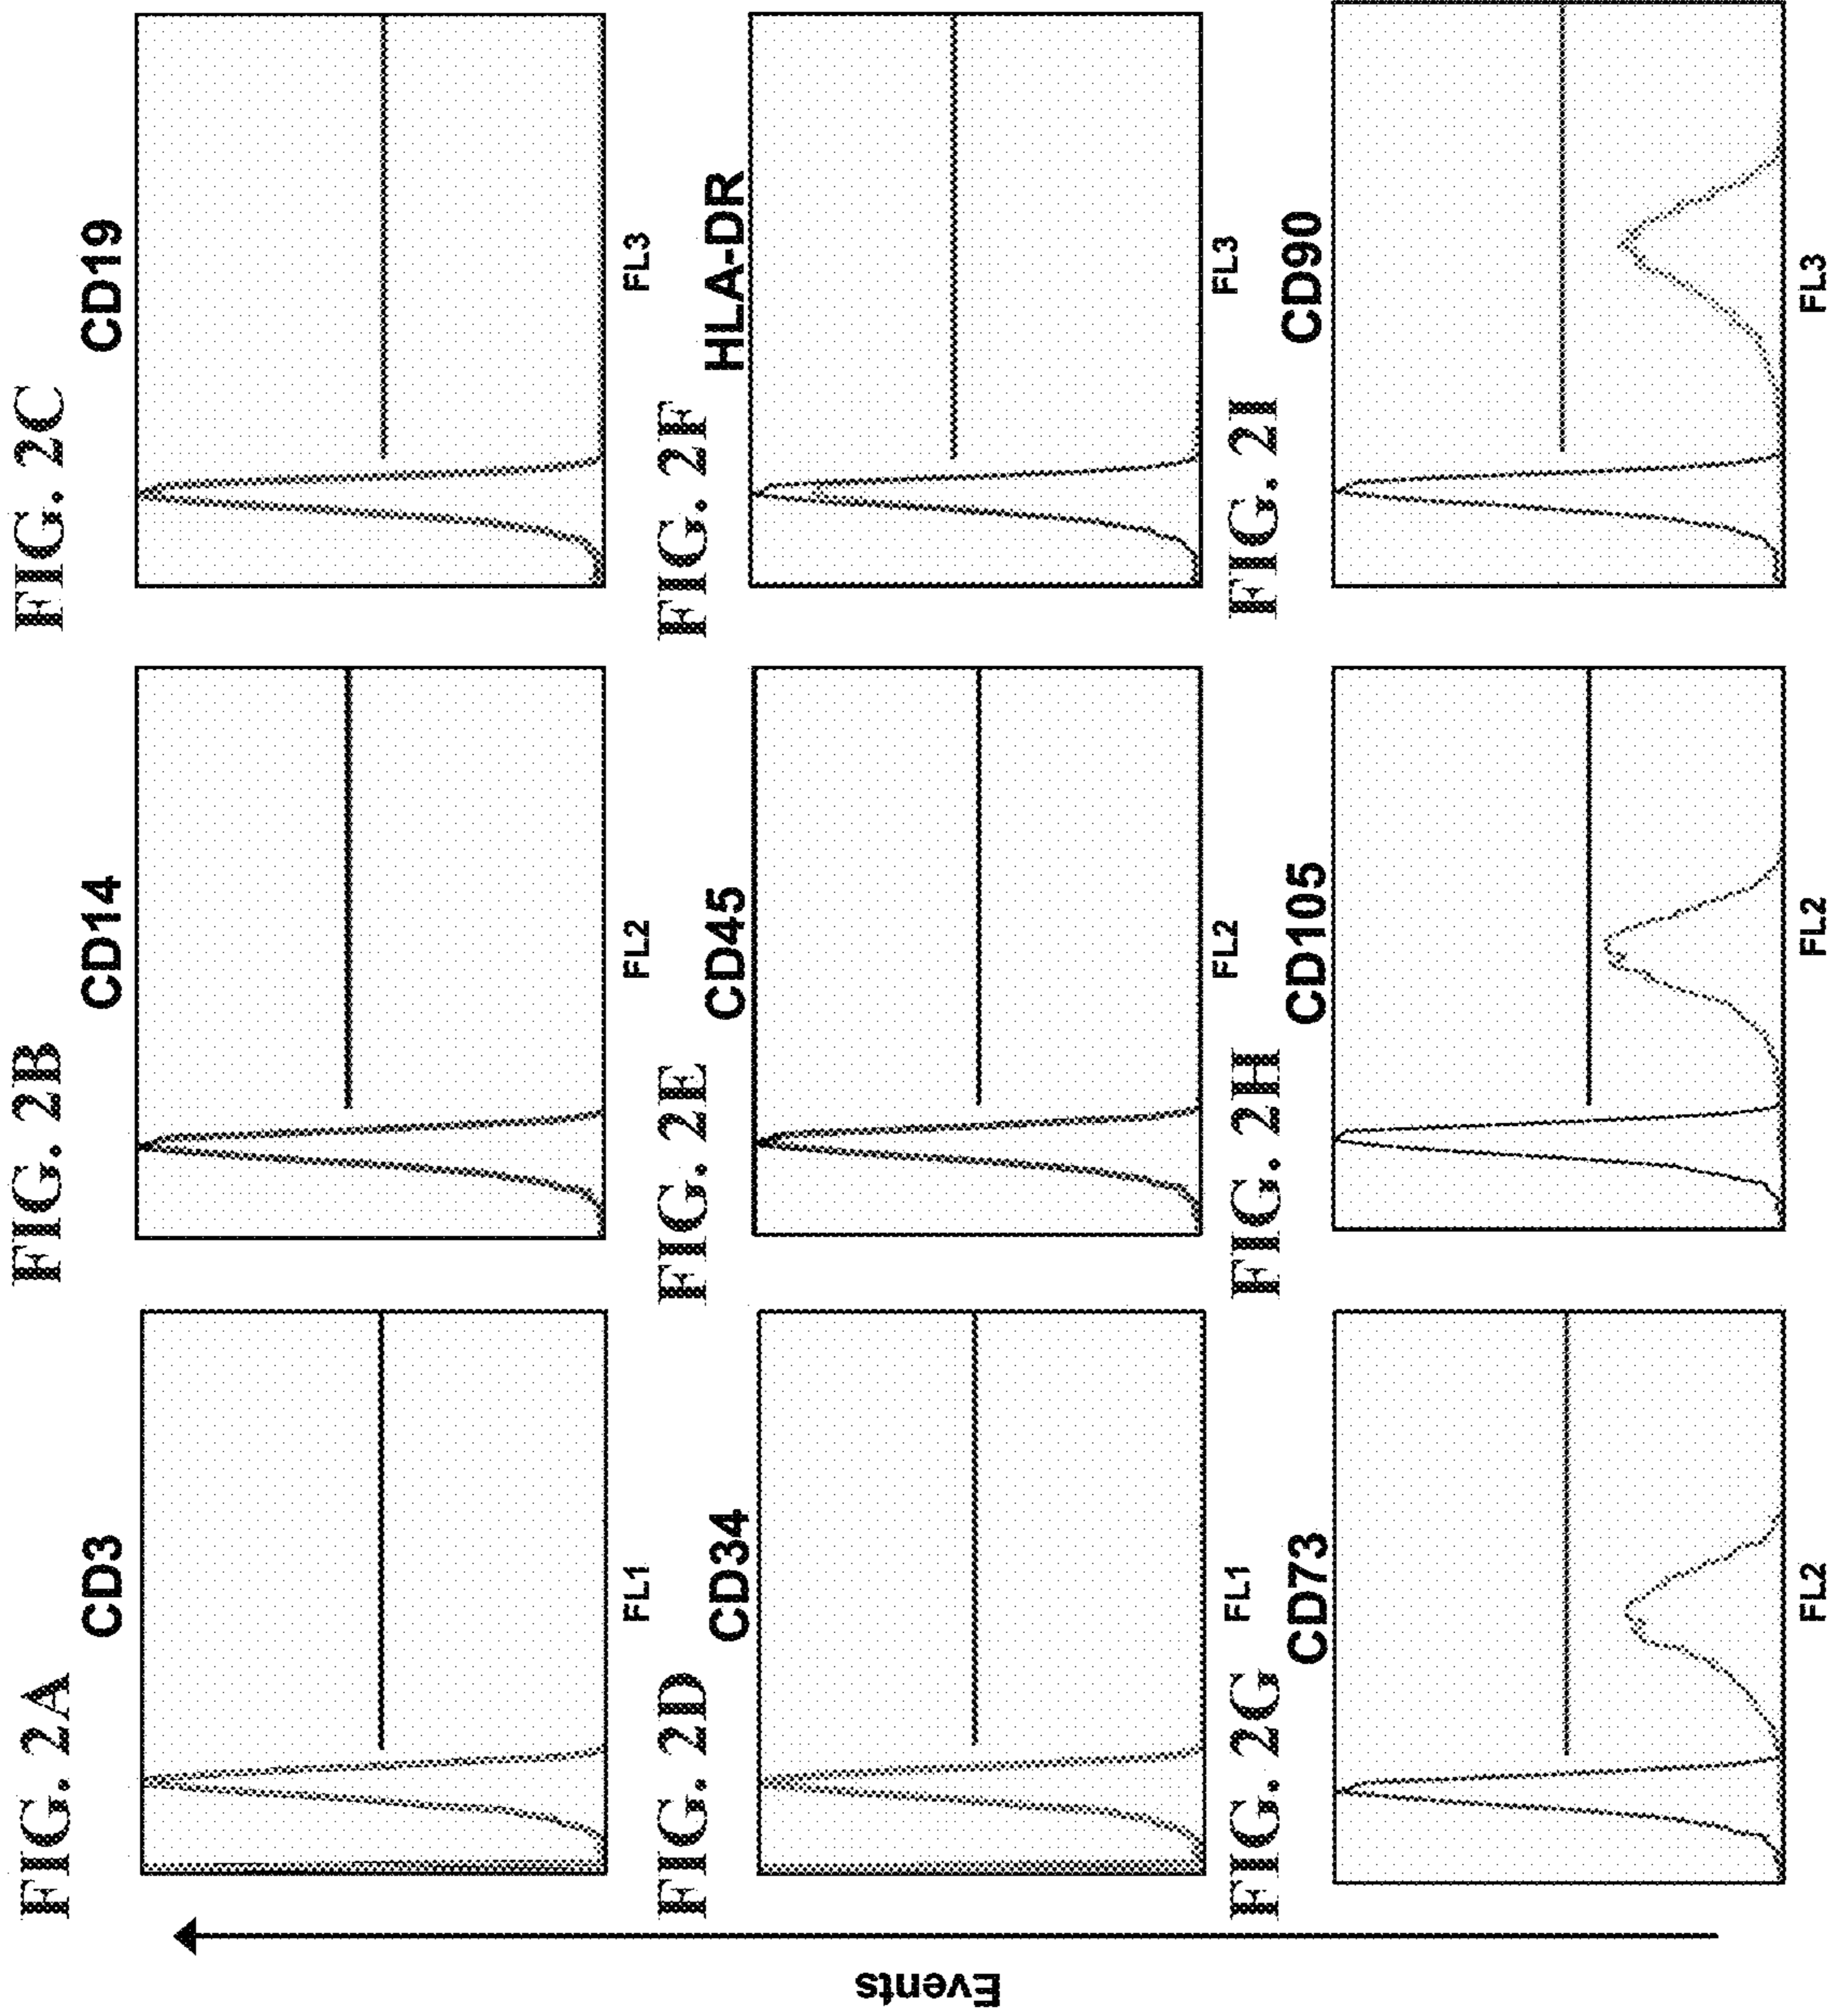 FIG. 2A
CD3
FL1
FIG. 2B
CD14
FL2
FIG. 2C
CD19
FL3
FIG. 2D
CD34
FL1
FIG. 2E
CD45
FL2
FIG. 2F
HLA-DR
FL3
FIG. 2G
CD73
FL2
FIG. 2H
CD105
FL2
FIG. 2I
CD90
FL3
Events